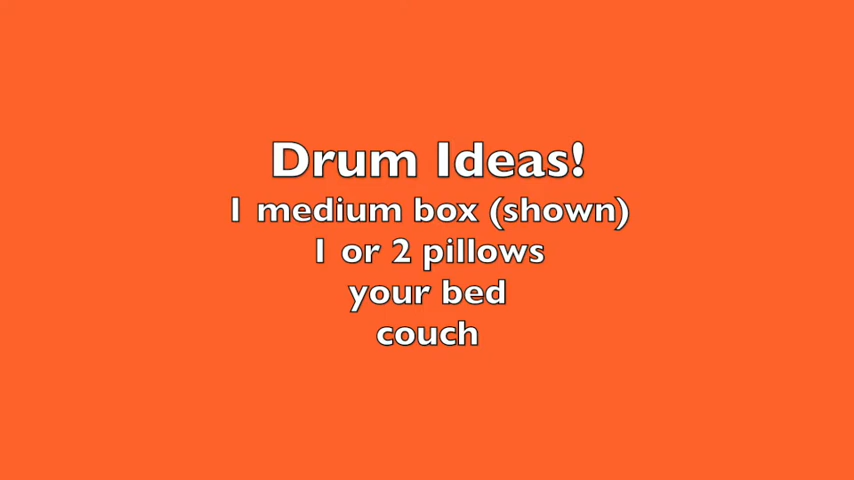 Drum Ideas!
1 medium box (shown)
1 or 2 pillows
your bed
couch